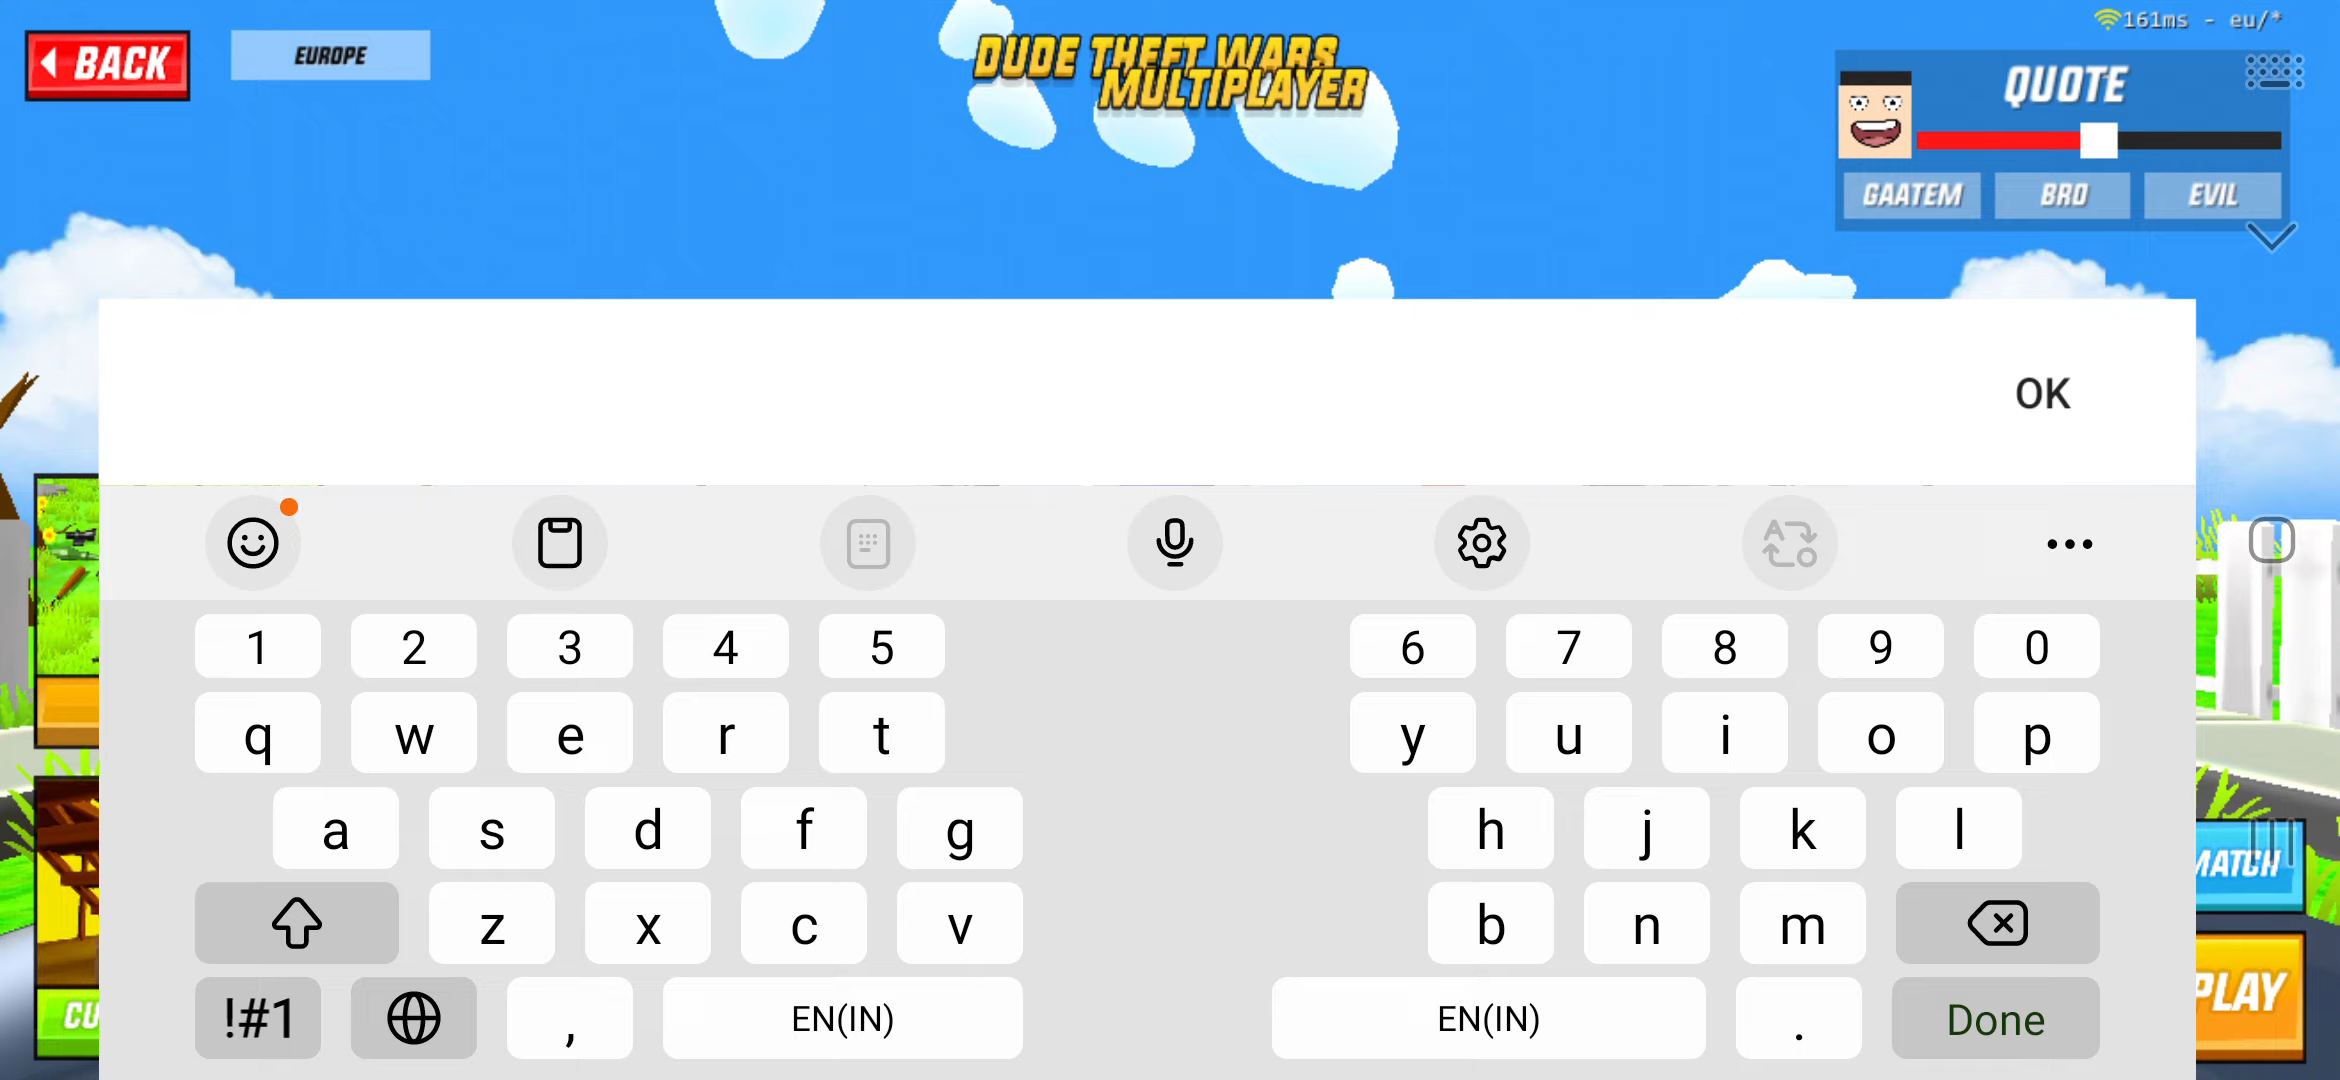 161ms - eu/*
BACK
EUROPE
DUDE THEFT WARS
MULTIPLAYER
QUOTE
GAATEM BRO EVIL
OK
1 2 3 4 5 6 7 8 9 0
q w e r t y u i o p
a s d f g h j k l
z x c v b n m
!#1 , EN(IN) EN(IN) . Done
MATCH
CU
PLAY